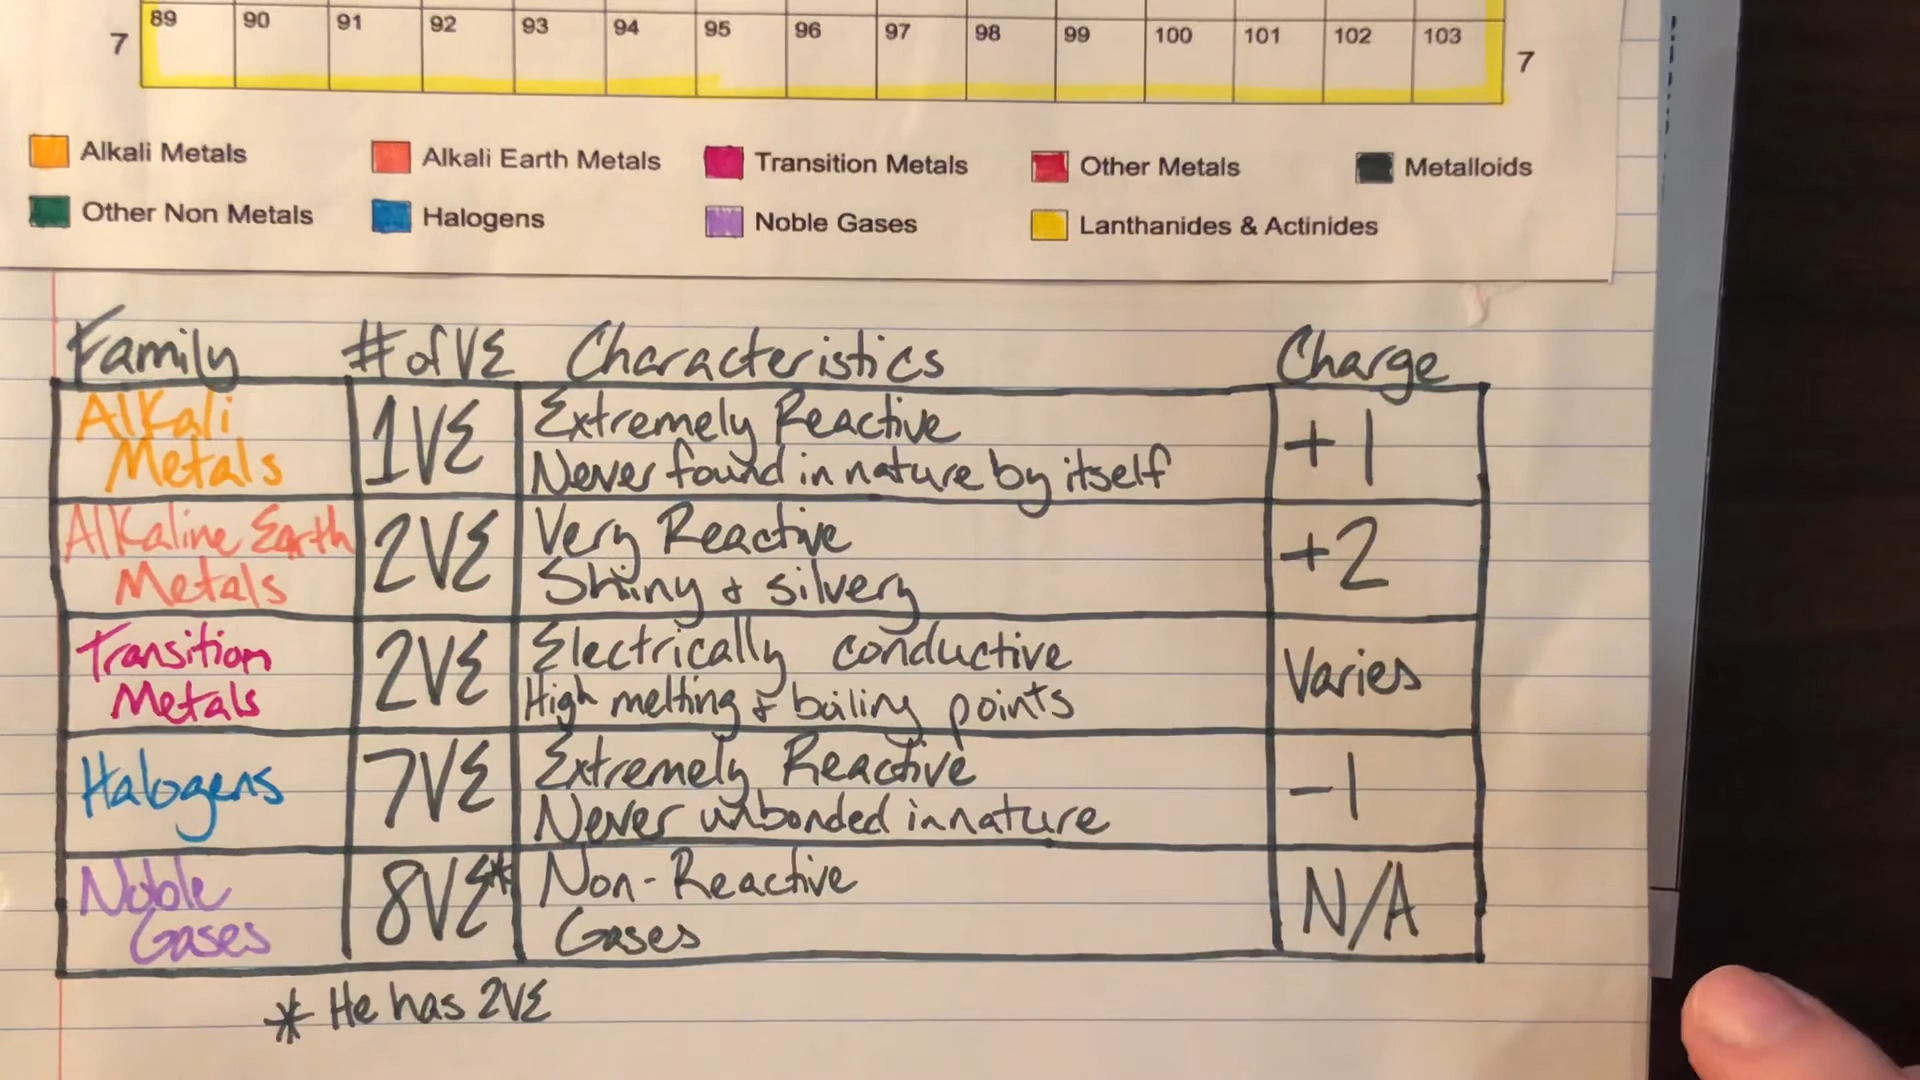 7 89 90 91 92 93 94 95 96 97 98 99 100 101 102 103 7
Alkali Metals Alkali Earth Metals Transition Metals Other Metals Metalloids
Other Non Metals Halogens Noble Gases Lanthanides & Actinides
Family # of VE Characteristics Charge
Alkali Metals 1VE Extremely Reactive +1
Never found in nature by itself
Alkaline Earth Metals 2VE Very Reactive +2
Shiny & silvery
Transition Metals 2VE Electrically conductive Varies
High melting & boiling points
Halogens 7VE Extremely Reactive -1
Never unbonded in nature
Noble Gases 8VE* Non-Reactive N/A
Gases
* He has 2VE